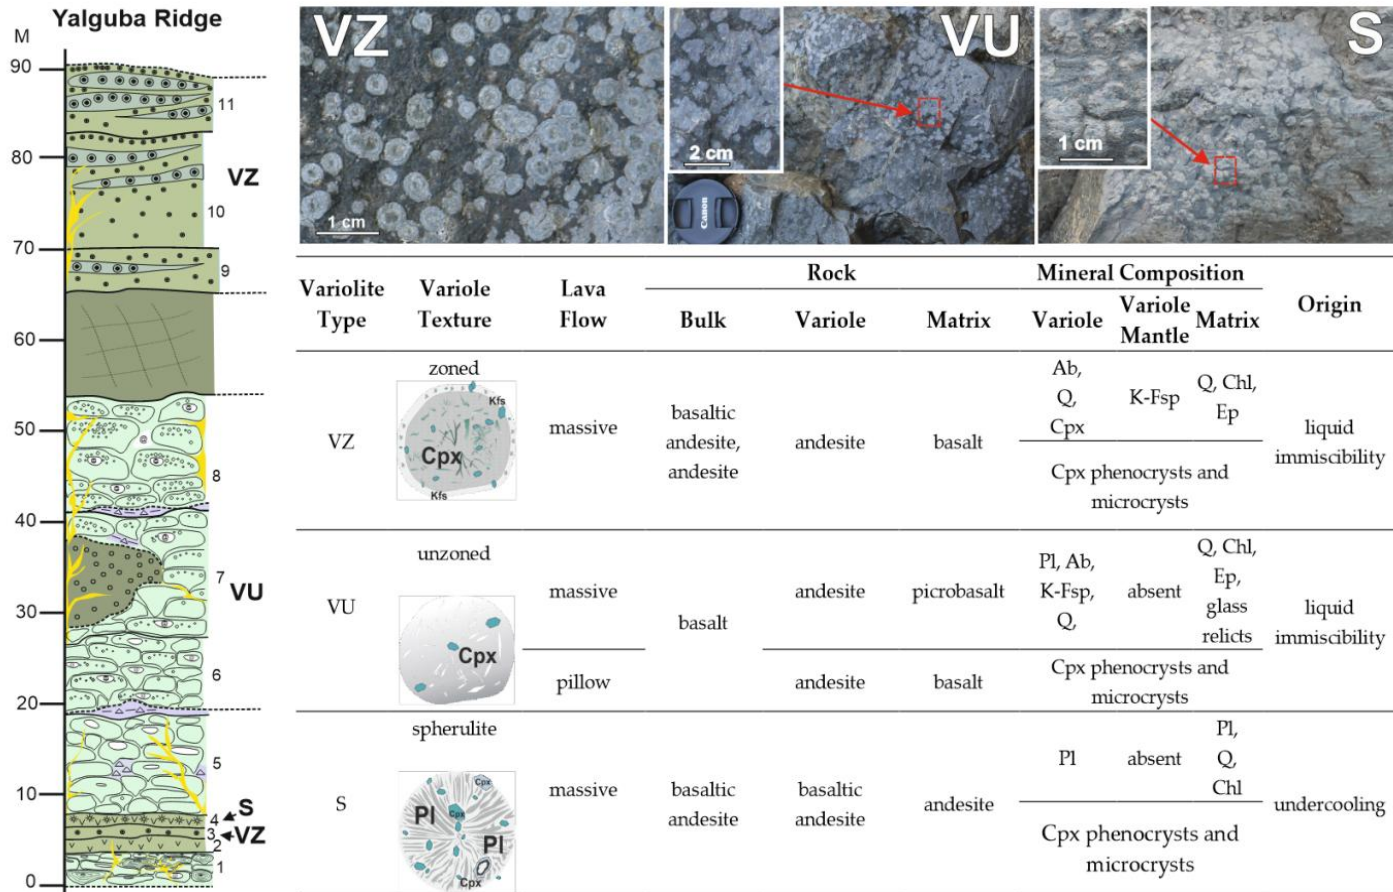 Yalguba Ridge
M
90
11
80
VZ
10
70
9
60
50
8
40
7
VU
30
6
20
5
10
S
4
3
VZ
2
1
0
VZ
1 cm
VU
2 cm
Canon
S
1 cm
Variolite Type
Variole Texture
Lava Flow
Rock
Bulk
Variole
Matrix
Mineral Composition
Variole
Variole Mantle
Matrix
Origin
VZ
zoned
Kfs
Cpx
Kfs
massive
basaltic andesite, andesite
andesite
basalt
Ab, Q, Cpx
K-Fsp
Q, Chl, Ep
Cpx phenocrysts and microcrysts
liquid immiscibility
VU
unzoned
Cpx
massive
basalt
andesite
picrobasalt
Pl, Ab, K-Fsp, Q,
absent
Q, Chl, Ep, glass relicts
liquid immiscibility
pillow
andesite
basalt
Cpx phenocrysts and microcrysts
S
spherulite
Cpx
Pl
Cpx
Pl
Cpx
massive
basaltic andesite
basaltic andesite
andesite
Pl
absent
Pl, Q, Chl
Cpx phenocrysts and microcrysts
undercooling